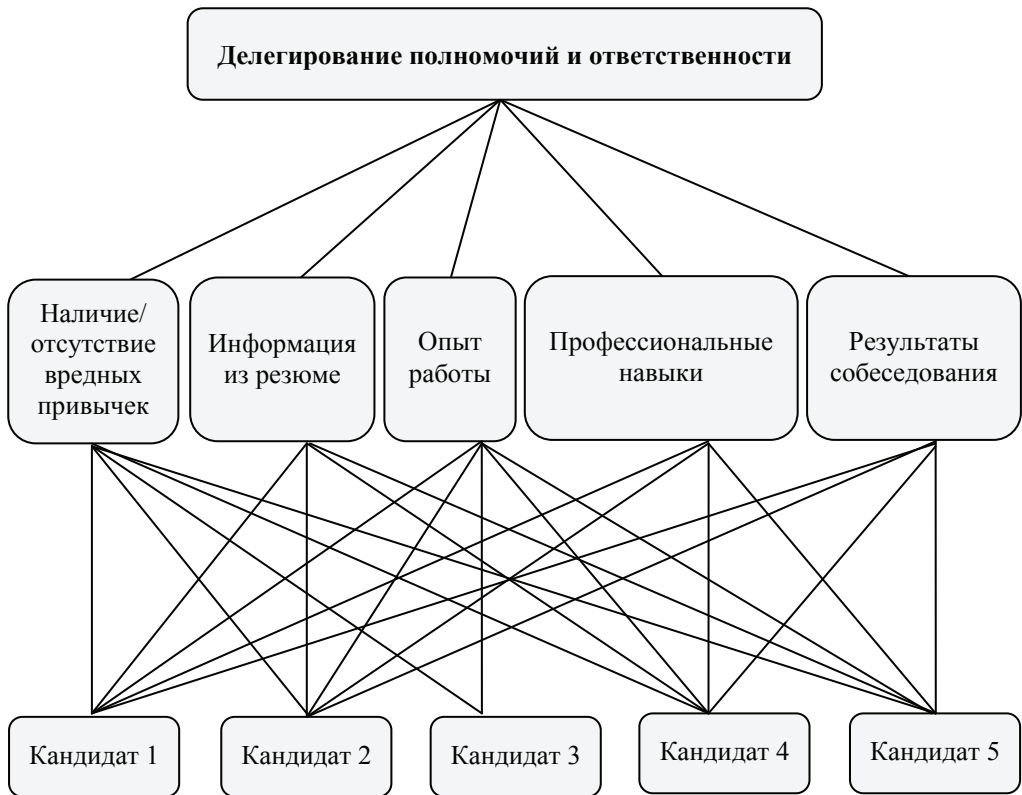 Делегирование полномочий и ответственности
Наличие/
отсутствие
вредных
привычек
Информация
из резюме
Опыт
работы
Профессиональные
навыки
Результаты
собеседования
Кандидат 1
Кандидат 2
Кандидат 3
Кандидат 4
Кандидат 5